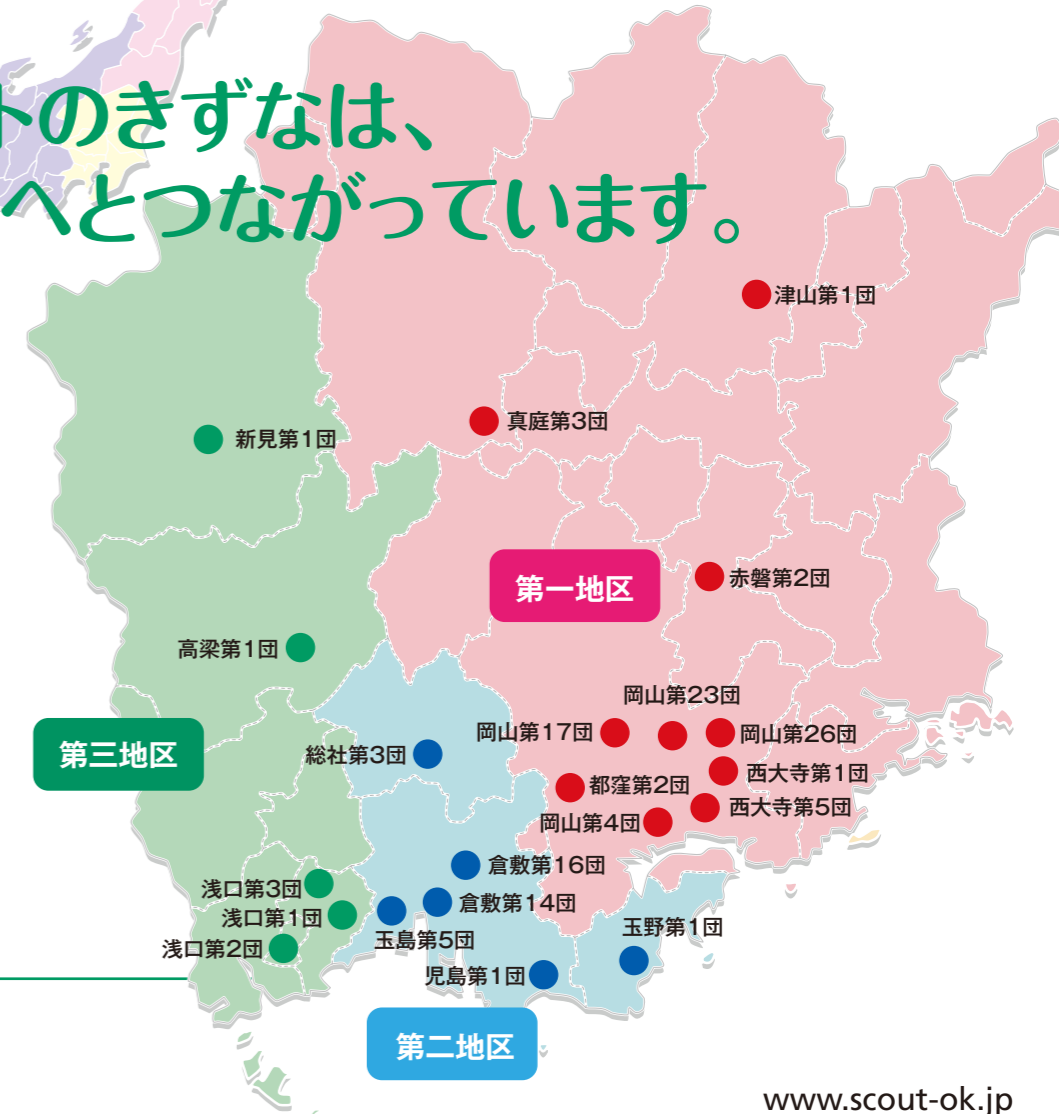 トのきずなは、
へとつながっています。
津山第1団
真庭第3団
新見第1団
第一地区
赤磐第2団
高梁第1団
岡山第23団
岡山第17団
岡山第26団
第三地区
総社第3団
西大寺第1団
都窪第2団
西大寺第5団
岡山第4団
倉敷第16団
浅口第3団
倉敷第14団
浅口第1団
玉野第1団
玉島第5団
浅口第2団
児島第1団
第二地区
www.scout-ok.jp